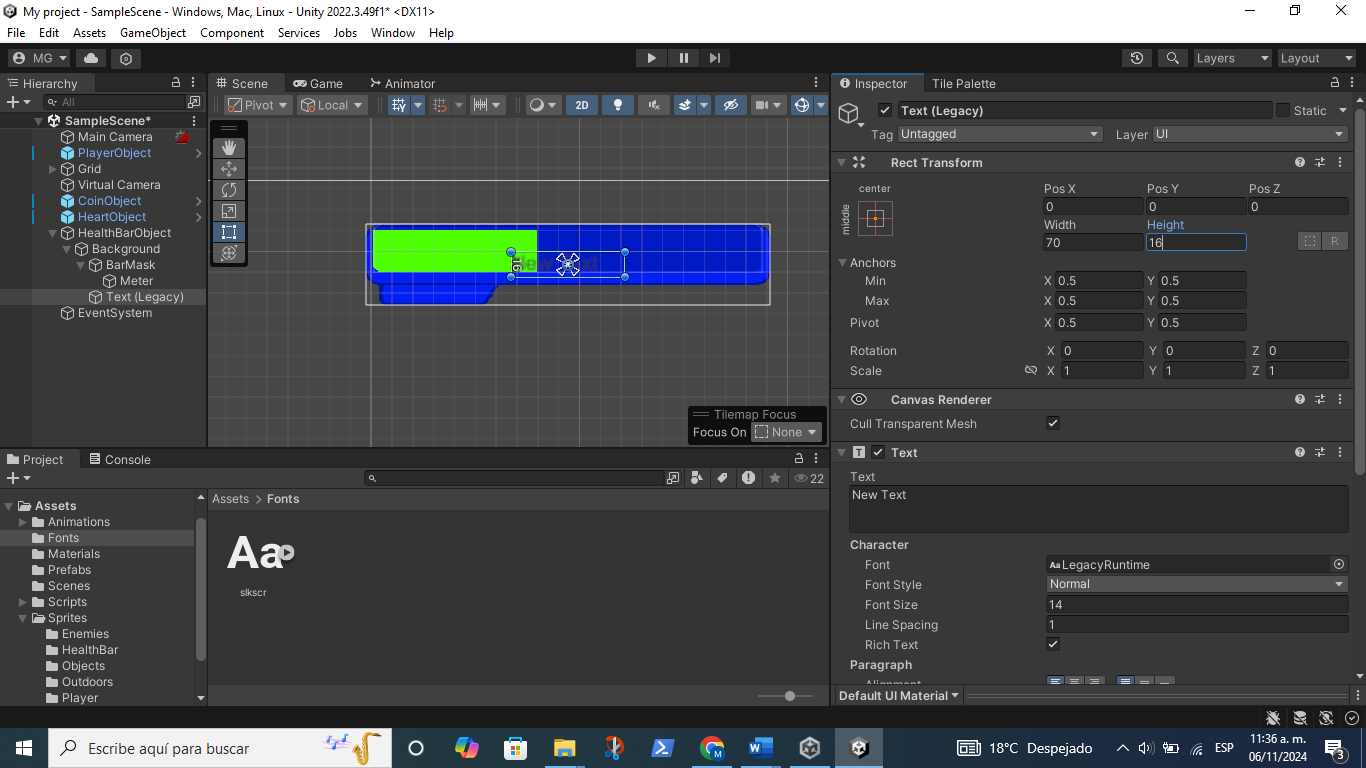 My project - SampleScene - Windows, Mac, Linux - Unity 2022.3.49f1* <DX11>
File Edit Assets GameObject Component Services Jobs Window Help
MG
Layers
Layout
Hierarchy
All
SampleScene*
Main Camera
PlayerObject
Grid
Virtual Camera
CoinObject
HeartObject
HealthBarObject
Background
BarMask
Meter
Text (Legacy)
EventSystem
Scene Game Animator
Pivot Local 2D
New Text
16
Tilemap Focus
Focus On None
Inspector Tile Palette
Text (Legacy) Static
Tag Untagged Layer UI
Rect Transform
center
middle
Pos X Pos Y Pos Z
0 0 0
Width Height
70 16 R
Anchors
Min X 0.5 Y 0.5
Max X 0.5 Y 0.5
Pivot X 0.5 Y 0.5
Rotation X 0 Y 0 Z 0
Scale X 1 Y 1 Z 1
Canvas Renderer
Cull Transparent Mesh
T Text
Text
New Text
Character
Font Aa LegacyRuntime
Font Style Normal
Font Size 14
Line Spacing 1
Rich Text
Paragraph
Alignment
Default UI Material
Project Console
22
Assets
Animations
Fonts
Materials
Prefabs
Scenes
Scripts
Sprites
Enemies
HealthBar
Objects
Outdoors
Player
Assets > Fonts
Aa
slkscr
Escribe aquí para buscar
M
W
18°C Despejado
ESP
11:36 a. m.
06/11/2024
3